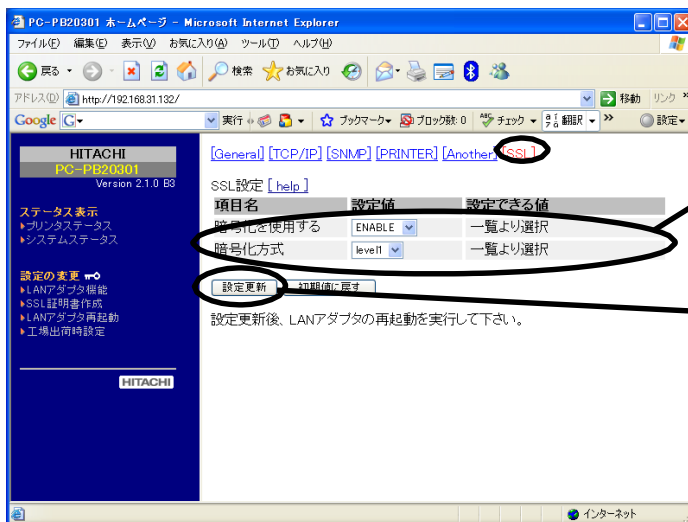 PC-PB20301 ホームページ - Microsoft Internet Explorer
ファイル(F) 編集(E) 表示(V) お気に入り(A) ツール(T) ヘルプ(H)
戻る 検索 お気に入り
アドレス(D) http://192.168.31.132/ 移動 リンク »
Google G 実行 ブックマーク ブロック数: 0 チェック 翻訳 » 設定
HITACHI
PC-PB20301
Version 2.1.0 B3
ステータス表示
プリンタステータス
システムステータス
設定の変更
LANアダプタ機能
SSL証明書作成
LANアダプタ再起動
工場出荷時設定
HITACHI
[General] [TCP/IP] [SNMP] [PRINTER] [Another] [SSL]
SSL設定 [ help ]
項目名 設定値 設定できる値
暗号化を使用する ENABLE 一覧より選択
暗号化方式 level1 一覧より選択
設定更新 初期値に戻す
設定更新後、LANアダプタの再起動を実行して下さい。
インターネット